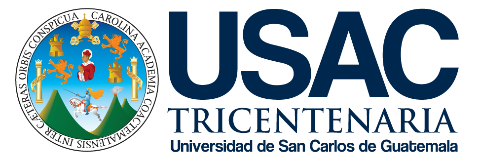 CAROLINA ACADEMIA COACTEMALENSIS INTER CÆTERAS ORBIS CONSPICUA
USAC
TRICENTENARIA
Universidad de San Carlos de Guatemala